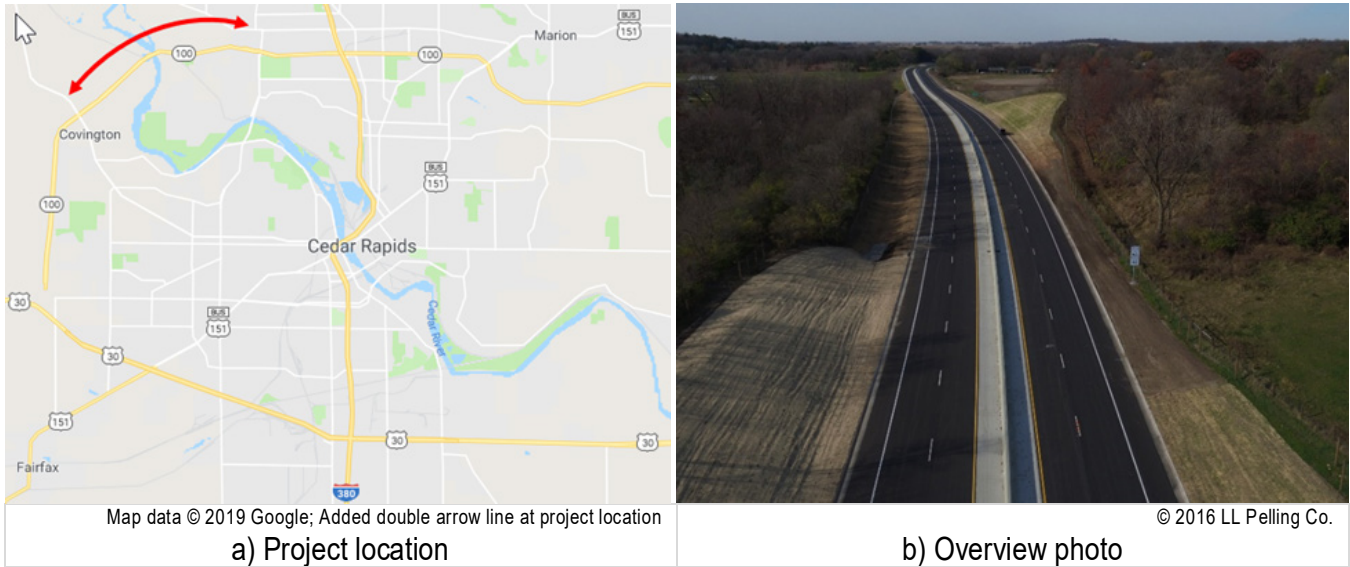 BUS
151
Marion
100
100
Covington
BUS
151
100
Cedar Rapids
30
BUS
151
Cedar River
30
151
30
30
Fairfax
380
Map data © 2019 Google; Added double arrow line at project location
© 2016 LL Pelling Co.
a) Project location
b) Overview photo